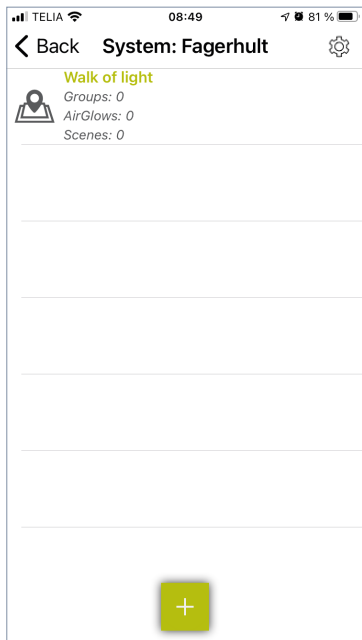 TELIA 08:49 81 %
Back System: Fagerhult
Walk of light
Groups: 0
AirGlows: 0
Scenes: 0
+